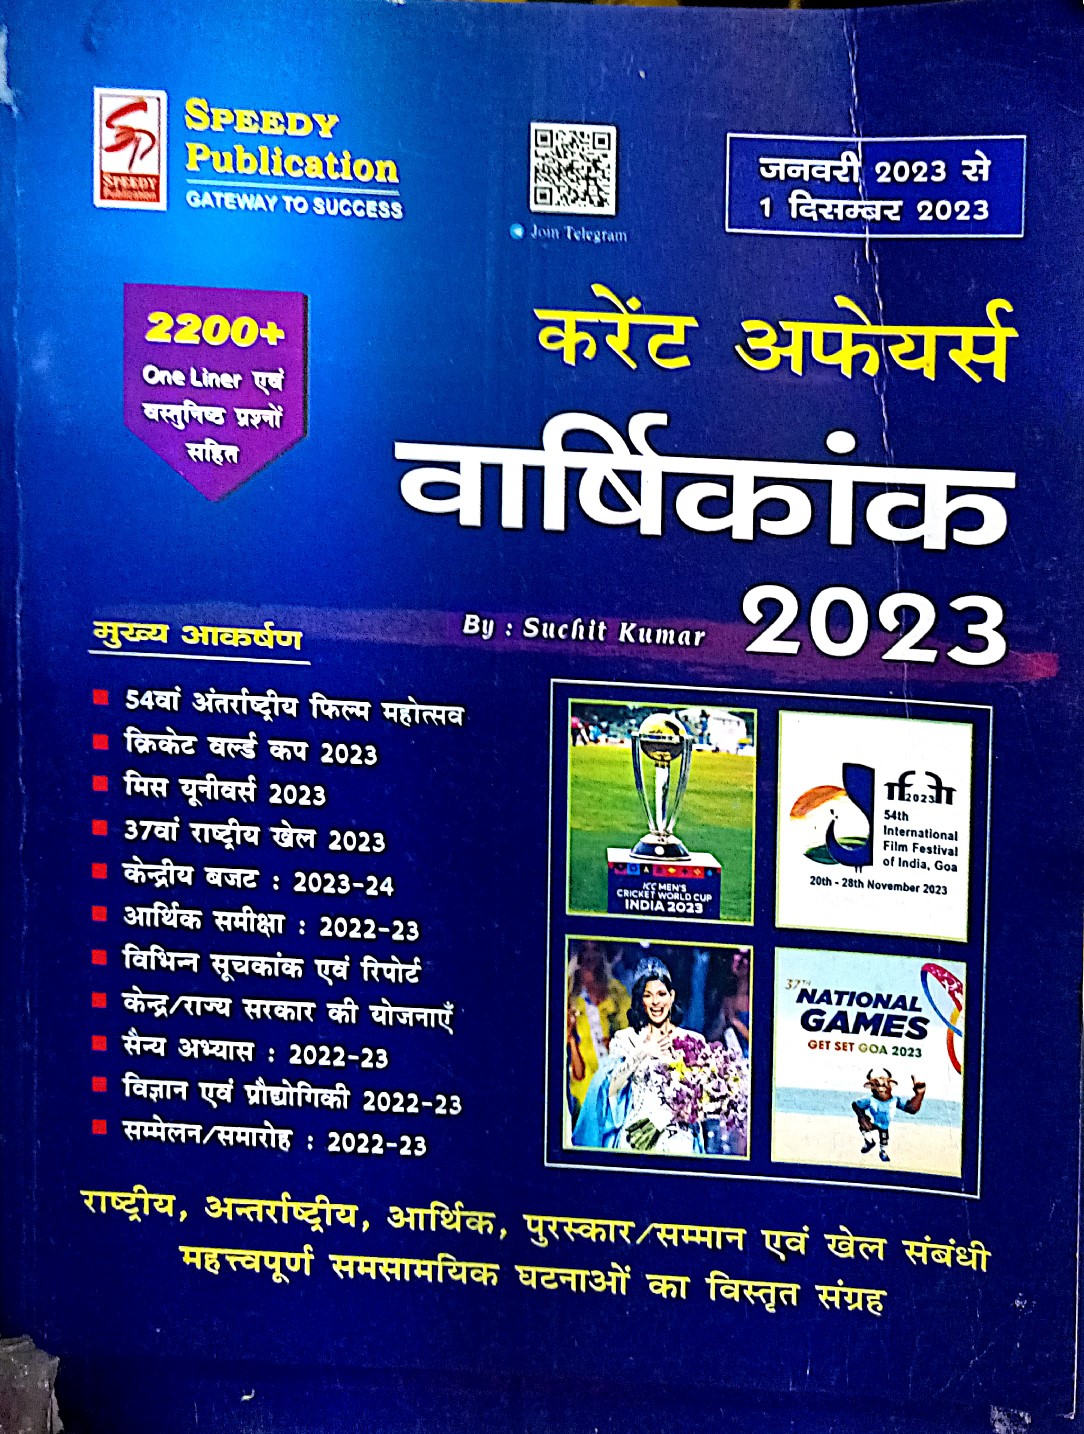 SP
SPEEDY
Publication
SPEEDY
Publication
GATEWAY TO SUCCESS
Join Telegram
जनवरी 2023 से
1 दिसम्बर 2023
2200+
One Liner एवं
वस्तुनिष्ठ प्रश्नों
सहित
करेंट अफेयर्स
वार्षिकांक
2023
By : Suchit Kumar
मुख्य आकर्षण
54वां अंतर्राष्ट्रीय फिल्म महोत्सव
क्रिकेट वर्ल्ड कप 2023
मिस यूनीवर्स 2023
37वां राष्ट्रीय खेल 2023
केन्द्रीय बजट : 2023-24
आर्थिक समीक्षा : 2022-23
विभिन्न सूचकांक एवं रिपोर्ट
केन्द्र/राज्य सरकार की योजनाएँ
सैन्य अभ्यास : 2022-23
विज्ञान एवं प्रौद्योगिकी 2022-23
सम्मेलन/समारोह : 2022-23
ICC MEN'S
CRICKET WORLD CUP
INDIA 2023
2023
54th
International
Film Festival
of India, Goa
20th - 28th November 2023
37TH
NATIONAL
GAMES
GET SET GOA 2023
राष्ट्रीय, अन्तर्राष्ट्रीय, आर्थिक, पुरस्कार/सम्मान एवं खेल संबंधी
महत्त्वपूर्ण समसामयिक घटनाओं का विस्तृत संग्रह